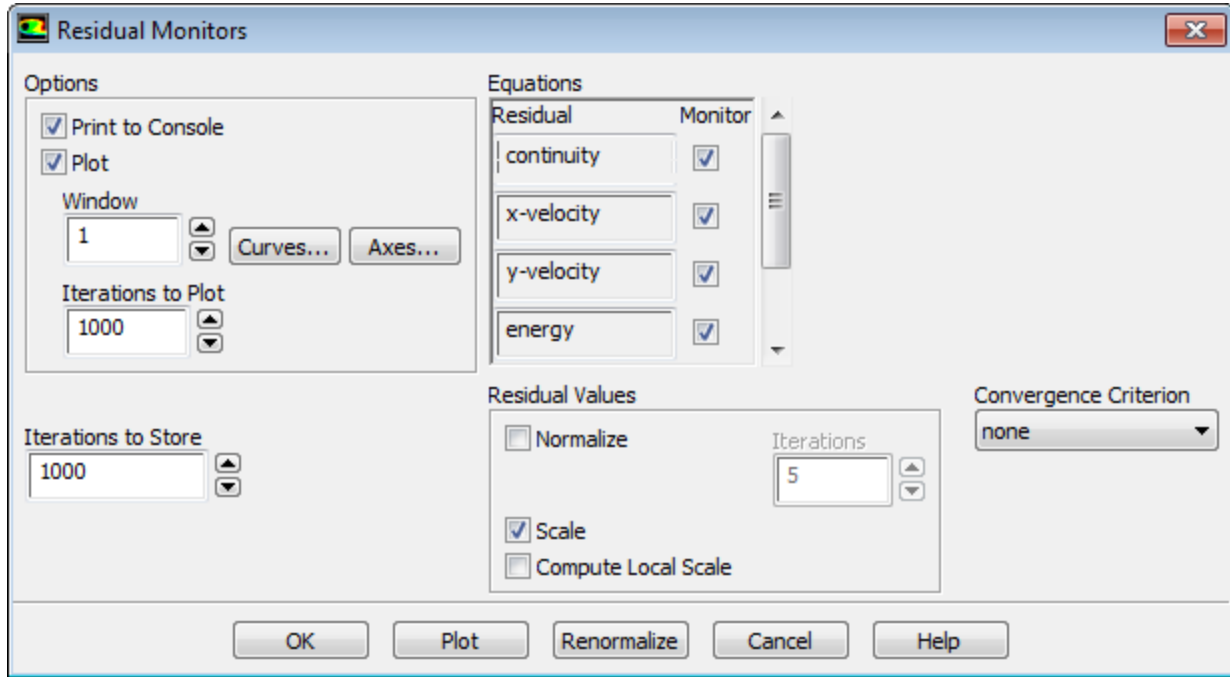 Residual Monitors
Options
Print to Console
Plot
Window
1
Curves...
Axes...
Iterations to Plot
1000
Iterations to Store
1000
Equations
Residual Monitor
continuity
x-velocity
y-velocity
energy
Residual Values
Normalize
Iterations
5
Scale
Compute Local Scale
Convergence Criterion
none
OK
Plot
Renormalize
Cancel
Help